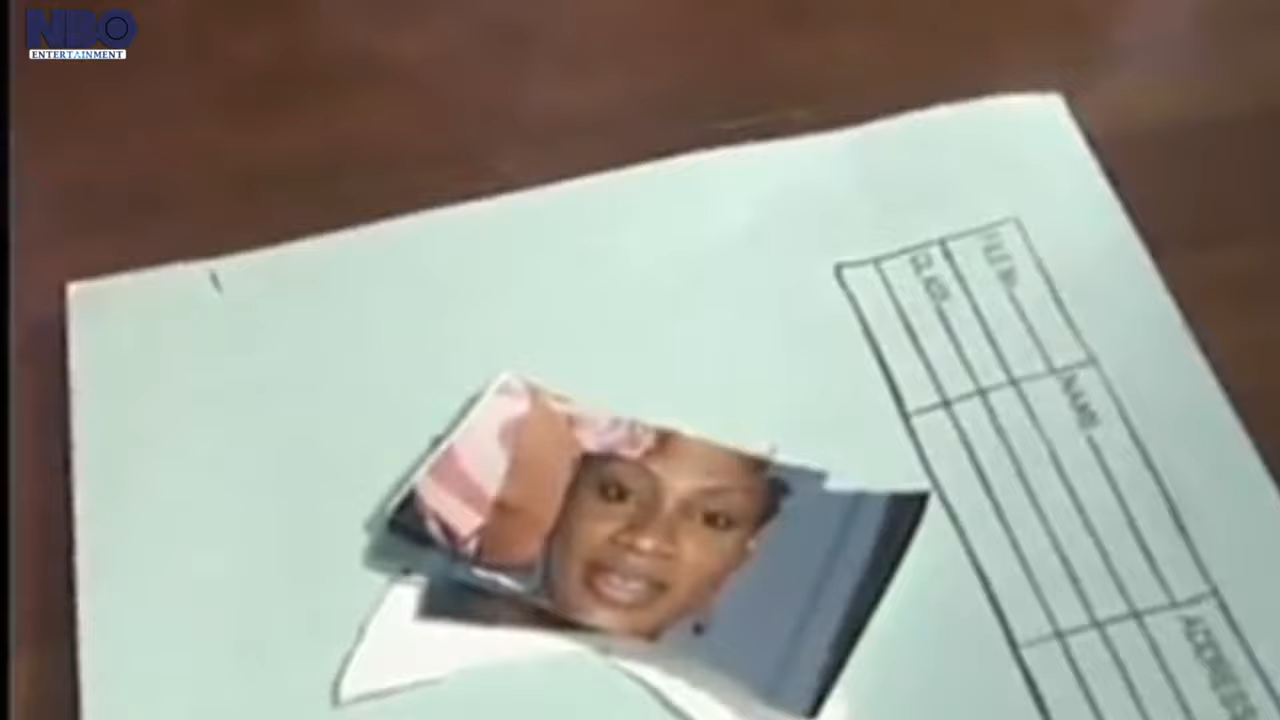 NBO
ENTERTAINMENT
FILE No
CLASS
NAME
ADDRESS